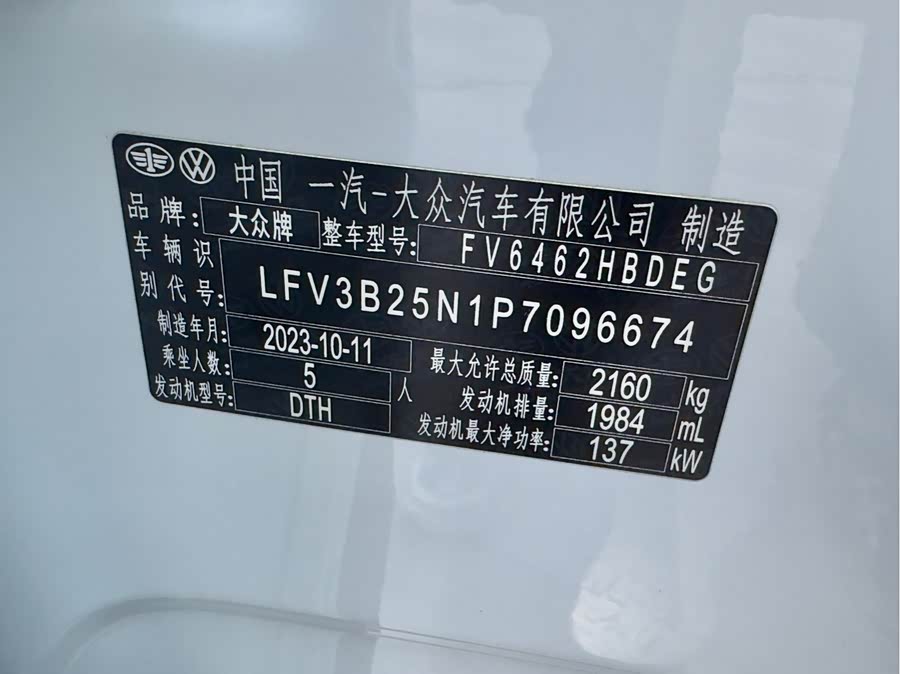 中国 一汽-大众汽车有限公司 制造
品牌: 大众牌 整车型号: FV6462HBDEG
车辆识别代号: LFV3B25N1P7096674
制造年月: 2023-10-11 最大允许总质量: 2160 kg
乘坐人数: 5 人 发动机排量: 1984 mL
发动机型号: DTH 发动机最大净功率: 137 kW